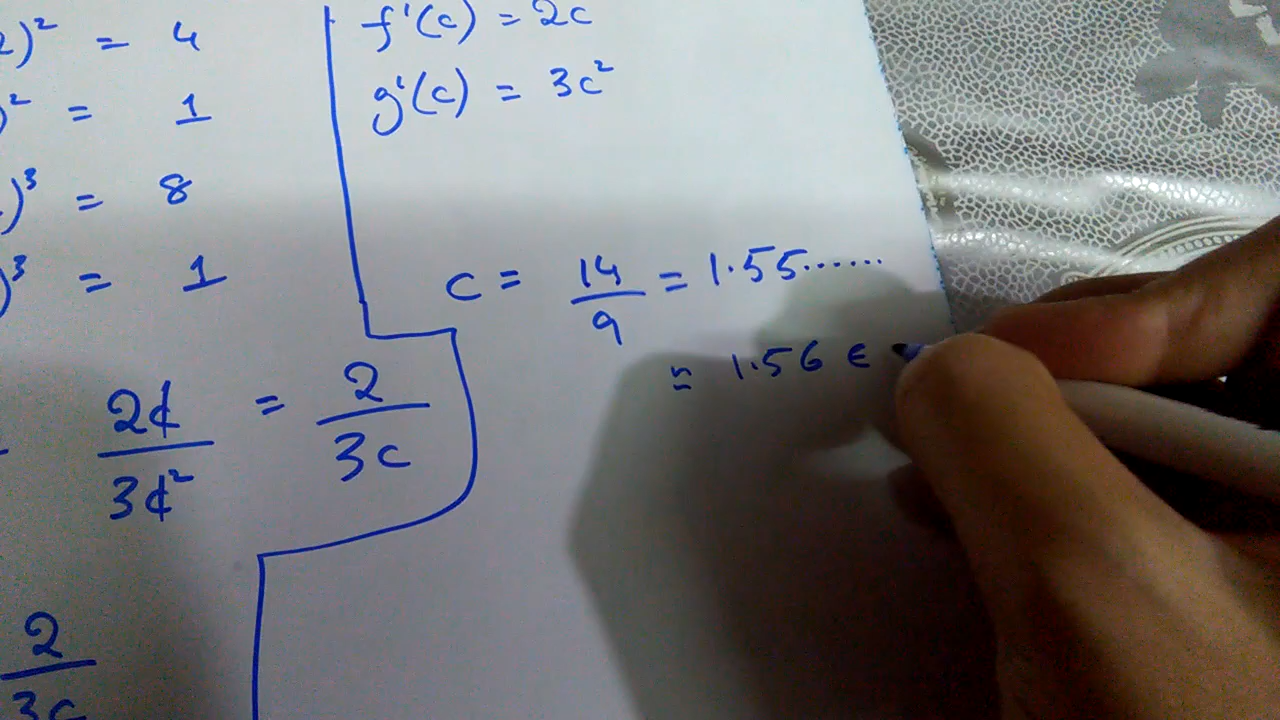 2)² = 4
)² = 1
)³ = 8
)³ = 1
2c/3c² = 2/3c
2/3c
f'(c) = 2c
g'(c) = 3c²
c = 14/9 = 1.55......
≈ 1.56 ∈